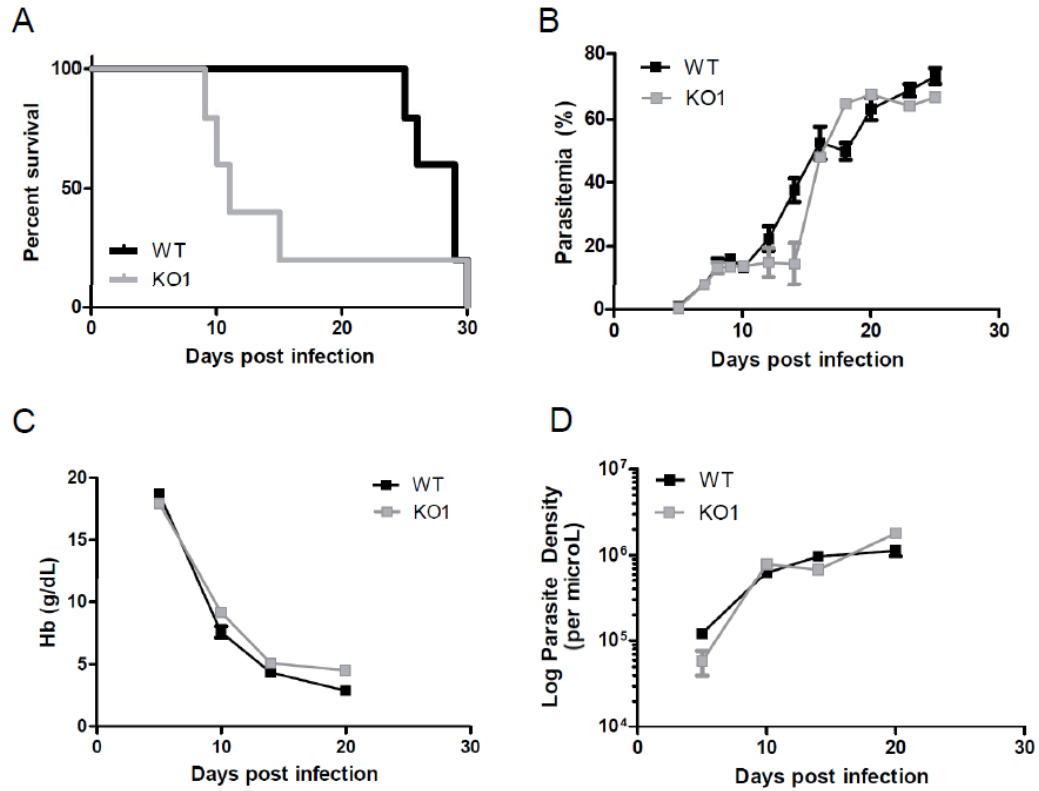 A
Percent survival
100
50
0
WT
KO1
0 10 20 30
Days post infection
B
Parasitemia (%)
80
60
40
20
0
WT
KO1
0 10 20 30
Days post infection
C
Hb (g/dL)
20
15
10
5
0
WT
KO1
0 10 20 30
Days post infection
D
Log Parasite Density
(per microL)
10⁷
10⁶
10⁵
10⁴
WT
KO1
0 10 20 30
Days post infection